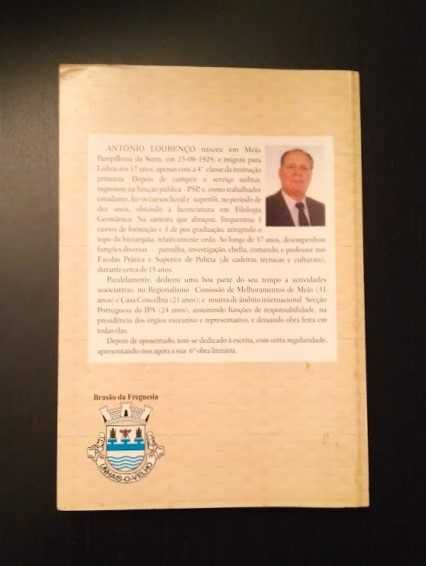 ANTÓNIO LOURENÇO nasceu em Meãs
Pampilhosa da Serra, em 25-08-1929, e migrou para
Lisboa aos 17 anos, apenas com a 4ª classe da instrução
primária. Depois de cumprir o serviço militar,
ingressou na função pública - PSP e, como trabalhador
estudante, fez os cursos liceal e superior, no período de
dez anos, obtendo a licenciatura em Filologia
Germânica. Na carreira que abraçou, frequentou
cursos de formação e de pós graduação, atingindo o
topo da hierarquia, relativamente cedo. Ao longo de 37 anos, desempenhou
funções diversas patrulha, investigação, chefia, comando, e professor nas
Escolas Prática e Superior de Polícia (de cadeiras técnicas e culturais),
durante cerca de 15 anos.
Paralelamente, dedicou uma boa parte do seu tempo a actividades
associativas: no Regionalismo Comissão de Melhoramentos de Meãs (31
anos) e Casa Concelhia (21 anos); e noutra de âmbito internacional Secção
Portuguesa da IPA (24 anos), assumindo funções de responsabilidade, na
presidência dos órgãos executivo e representativo, e deixando obra feita em
todas elas.
Depois de aposentado, tem-se dedicado à escrita, com certa regularidade,
apresentando-nos agora a sua 6ª obra literária.
Brasão da Freguesia
JANAIS-O-VELHO